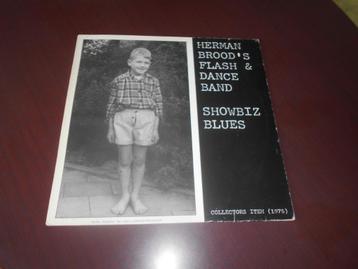 HERMAN
BROOD'S
FLASH &
DANCE
BAND
SHOWBIZ
BLUES
COLLECTORS ITEM (1975)